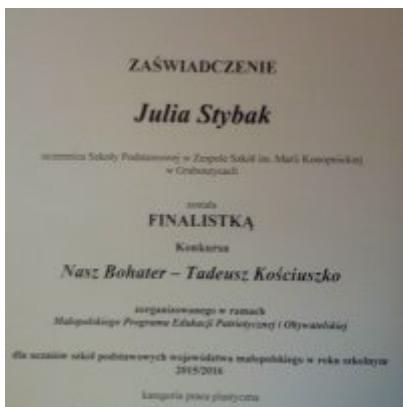 ZAŚWIADCZENIE
Julia Stybak
uczennica Szkoły Podstawowej w Zespole Szkół im. Marii Konopnickiej
w
została
FINALISTKĄ
Konkursu
Nasz Bohater – Tadeusz Kościuszko
zorganizowanego w ramach
Małopolskiego Programu Edukacji Patriotycznej i Obywatelskiej
dla uczniów szkół podstawowych województwa małopolskiego w roku szkolnym
2015/2016
kategoria praca plastyczna